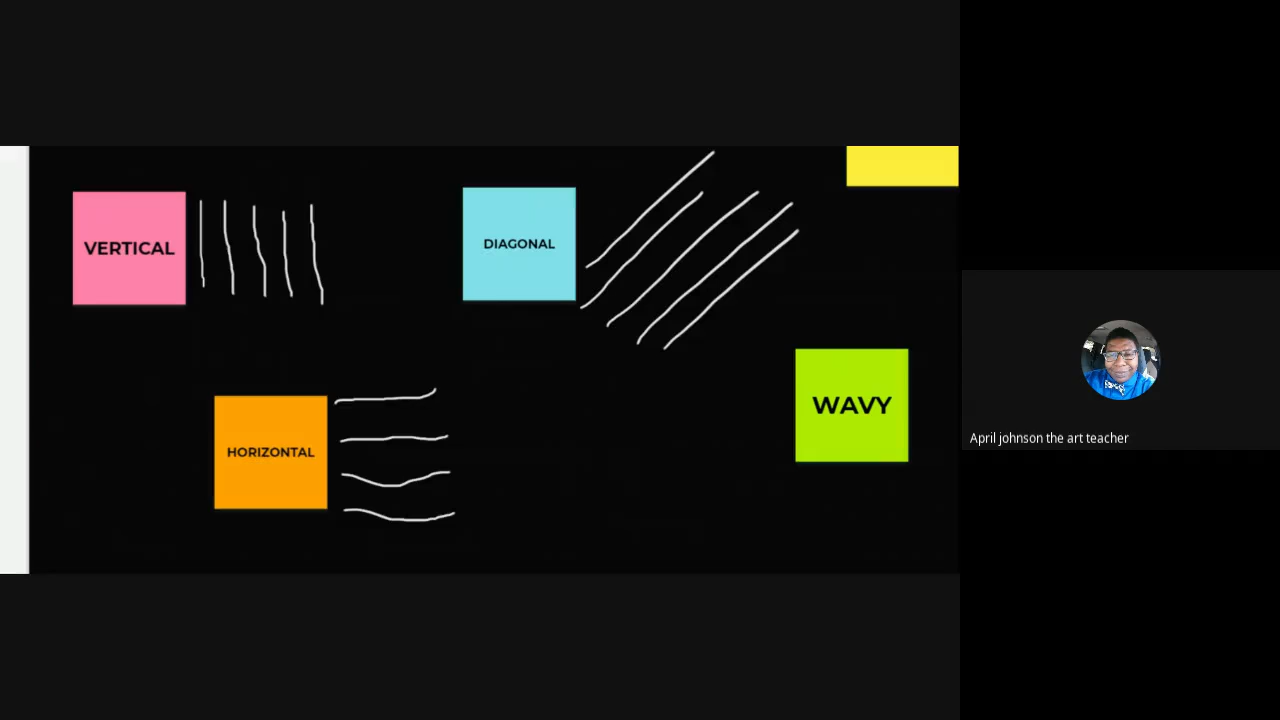 VERTICAL
DIAGONAL
WAVY
HORIZONTAL
April johnson the art teacher